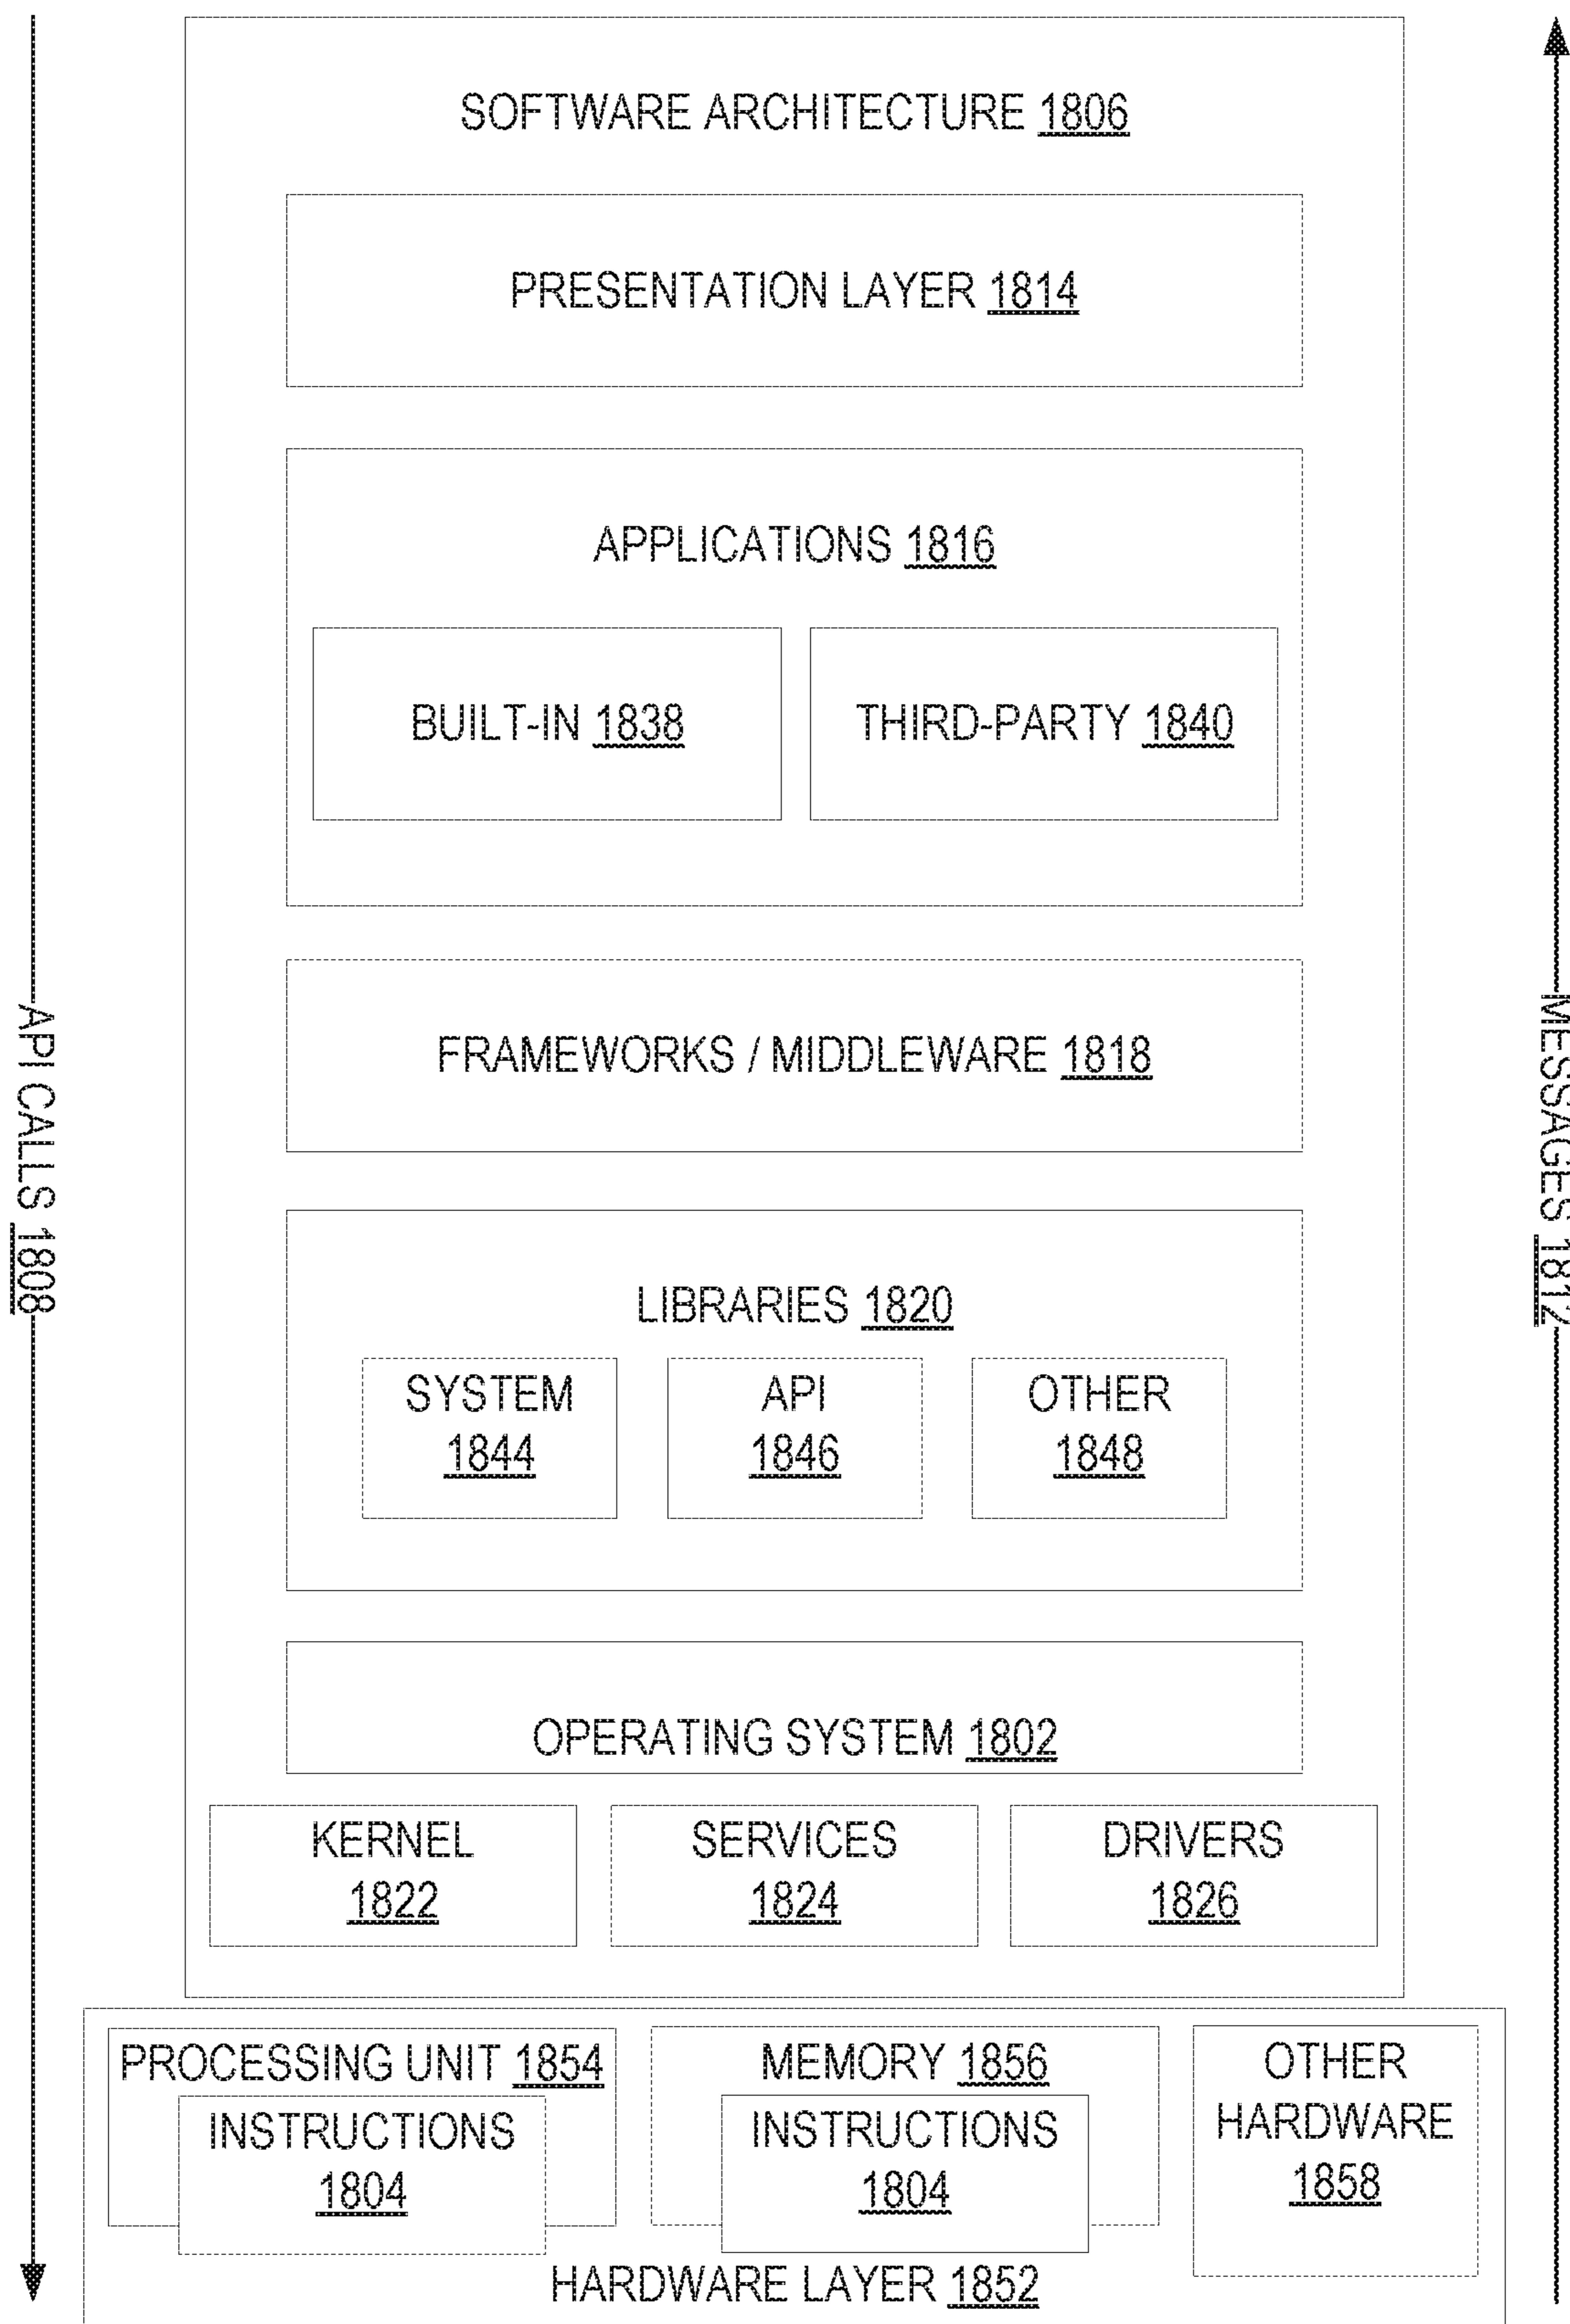 SOFTWARE ARCHITECTURE 1806
PRESENTATION LAYER 1814
APPLICATIONS 1816
BUILT-IN 1838
THIRD-PARTY 1840
FRAMEWORKS / MIDDLEWARE 1818
API CALLS 1808
MESSAGES 1812
LIBRARIES 1820
SYSTEM
1844
API
1846
OTHER
1848
OPERATING SYSTEM 1802
KERNEL
1822
SERVICES
1824
DRIVERS
1826
PROCESSING UNIT 1854
INSTRUCTIONS
1804
MEMORY 1856
INSTRUCTIONS
1804
OTHER
HARDWARE
1858
HARDWARE LAYER 1852